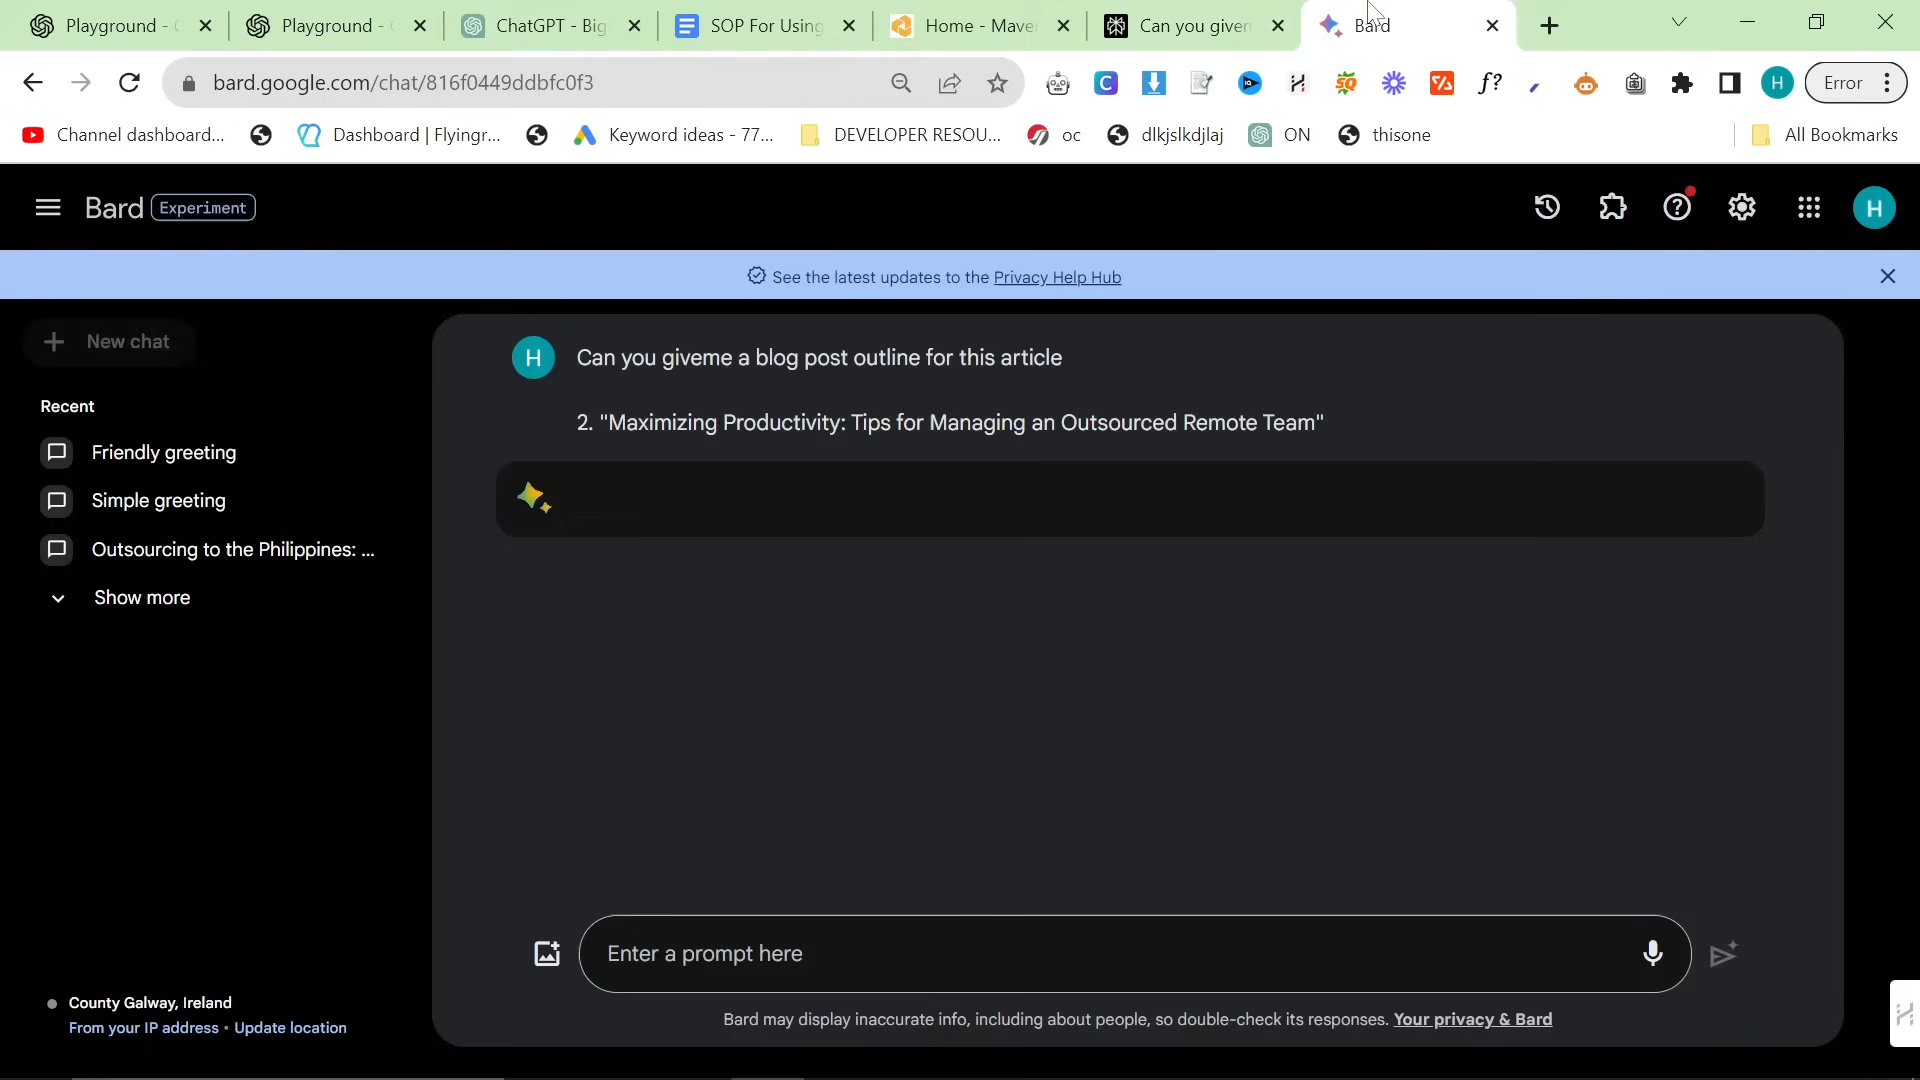 Playground -
Playground -
ChatGPT - Big
SOP For Using
Home - Mave
Can you given
Bard
bard.google.com/chat/816f0449ddbfc0f3
Error
Channel dashboard...
Dashboard | Flyingr...
Keyword ideas - 77...
DEVELOPER RESOU...
oc
dlkjslkdjlaj
ON
thisone
All Bookmarks
Bard
Experiment
H
See the latest updates to the Privacy Help Hub
New chat
Recent
Friendly greeting
Simple greeting
Outsourcing to the Philippines: ...
Show more
H
Can you giveme a blog post outline for this article
2. "Maximizing Productivity: Tips for Managing an Outsourced Remote Team"
Enter a prompt here
County Galway, Ireland
From your IP address • Update location
Bard may display inaccurate info, including about people, so double-check its responses. Your privacy & Bard